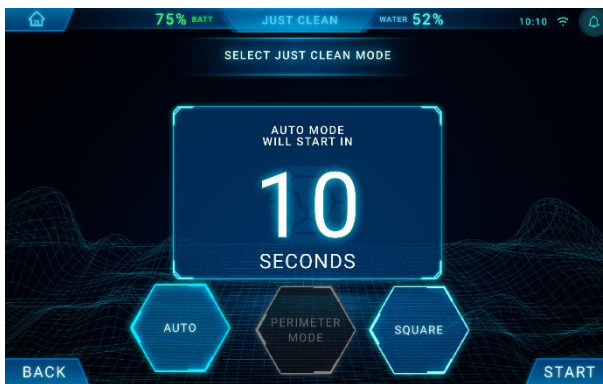 75% BATT JUST CLEAN WATER 52% 10:10
SELECT JUST CLEAN MODE
AUTO MODE
WILL START IN
10
SECONDS
AUTO
PERIMETER
MODE
SQUARE
BACK
START